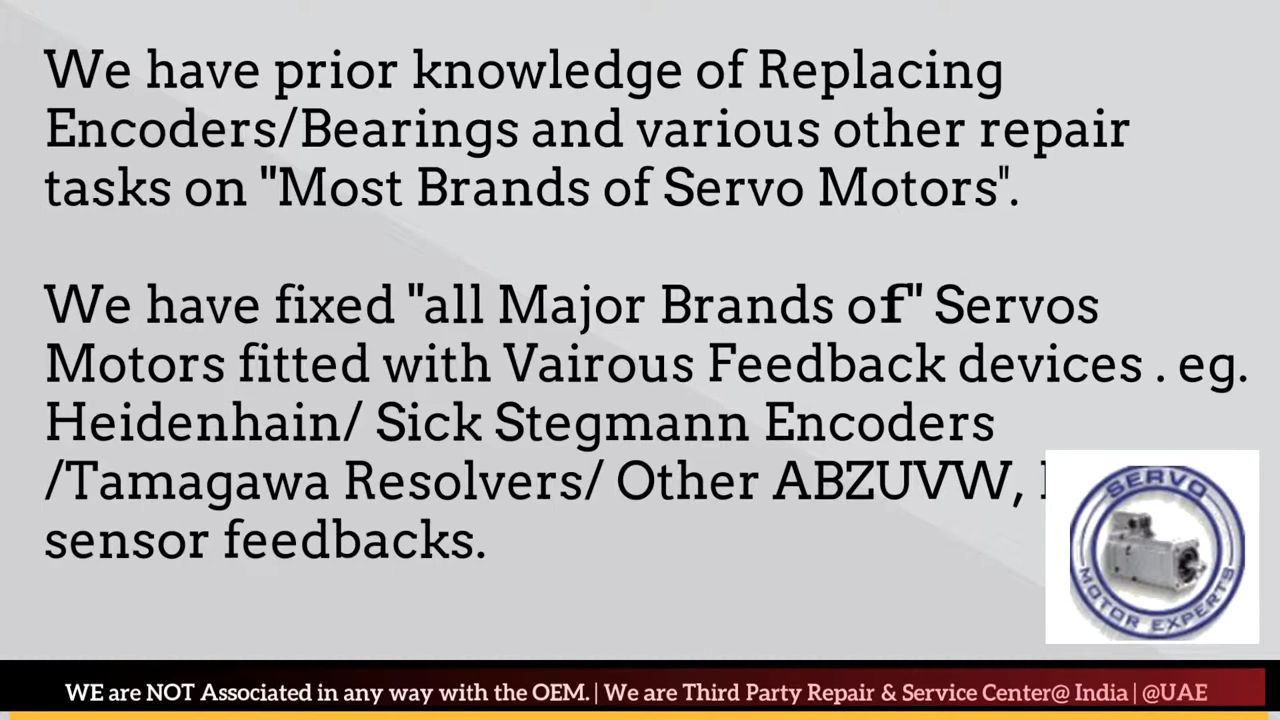 We have prior knowledge of Replacing
Encoders/Bearings and various other repair
tasks on "Most Brands of Servo Motors".
We have fixed "all Major Brands of" Servos
Motors fitted with Vairous Feedback devices . eg.
Heidenhain/ Sick Stegmann Encoders
/Tamagawa Resolvers/ Other ABZUVW,
sensor feedbacks.
SERVO
MOTOR EXPERTS
WE are NOT Associated in any way with the OEM. | We are Third Party Repair & Service Center@ India | @UAE